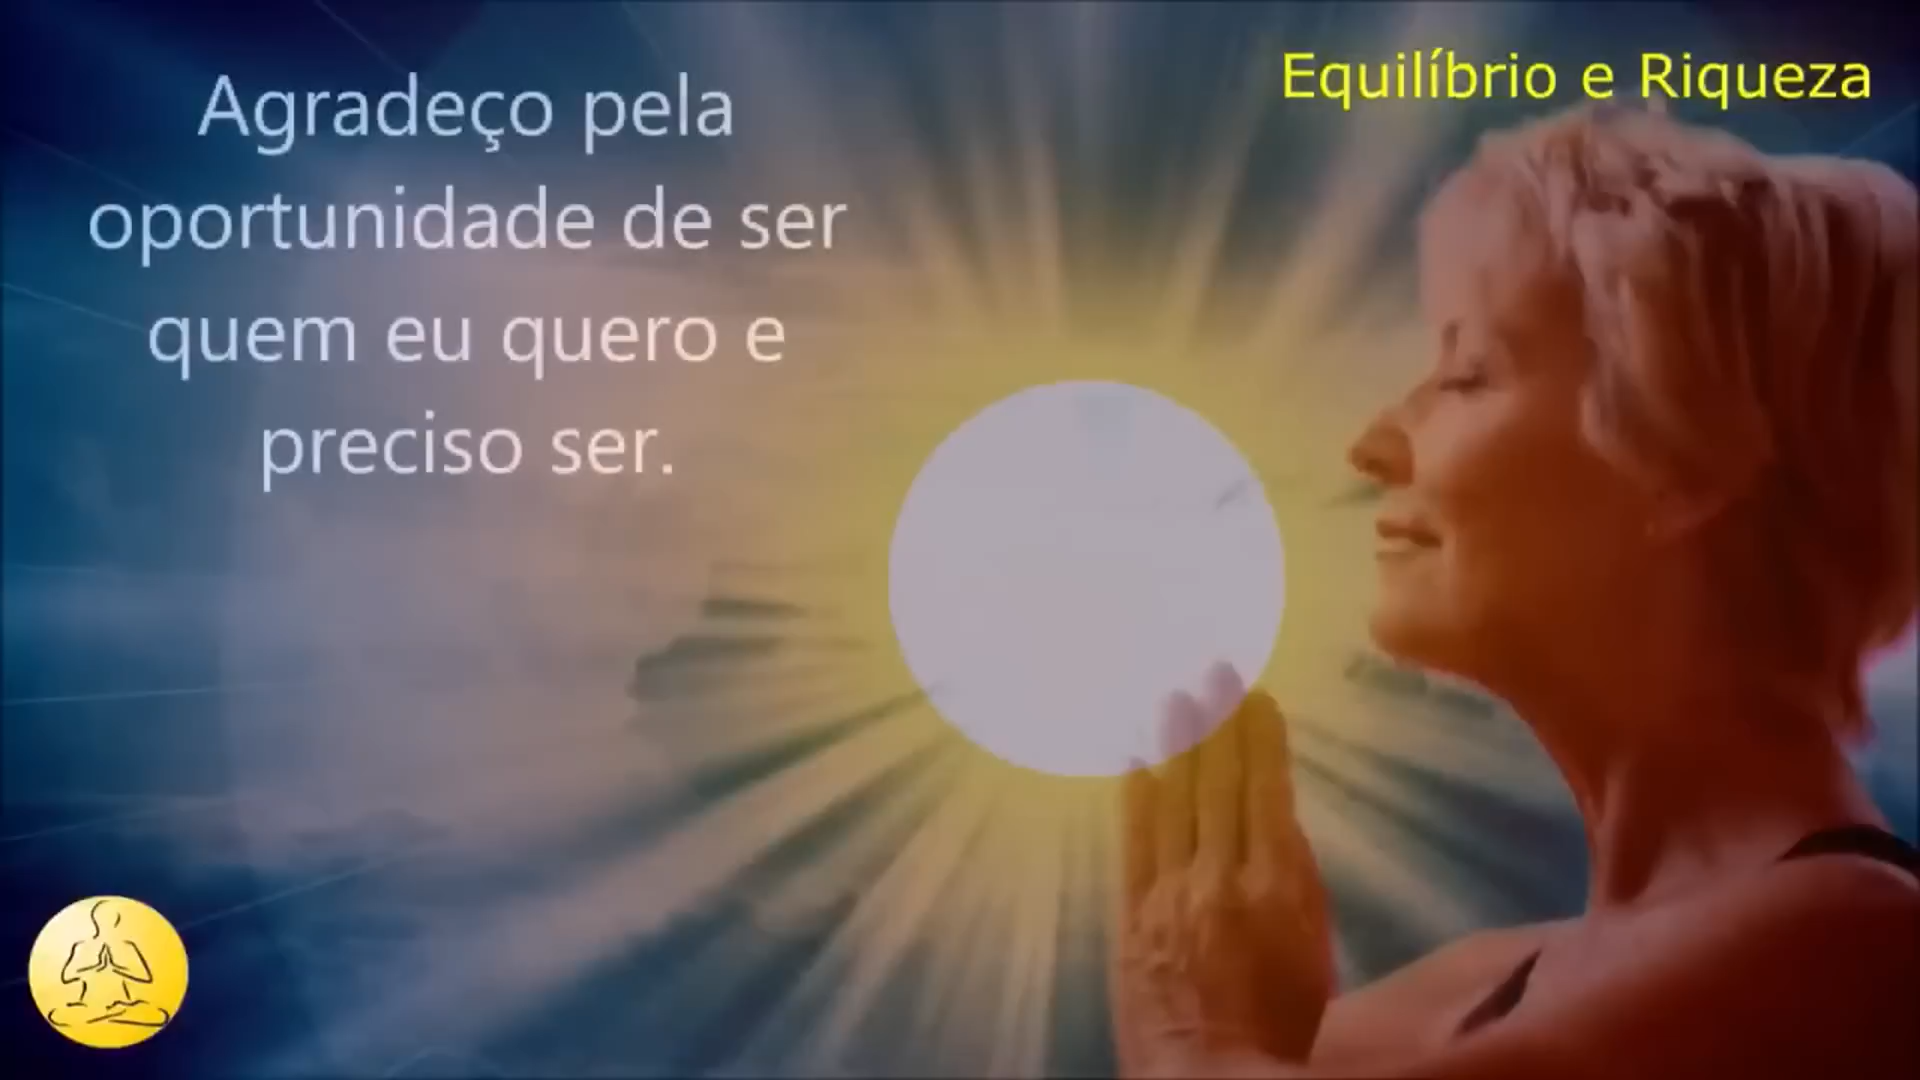 Equilíbrio e Riqueza
Agradeço pela
oportunidade de ser
quem eu quero e
preciso ser.